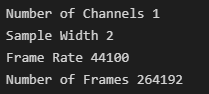 Number of Channels 1
Sample Width 2
Frame Rate 44100
Number of Frames 264192